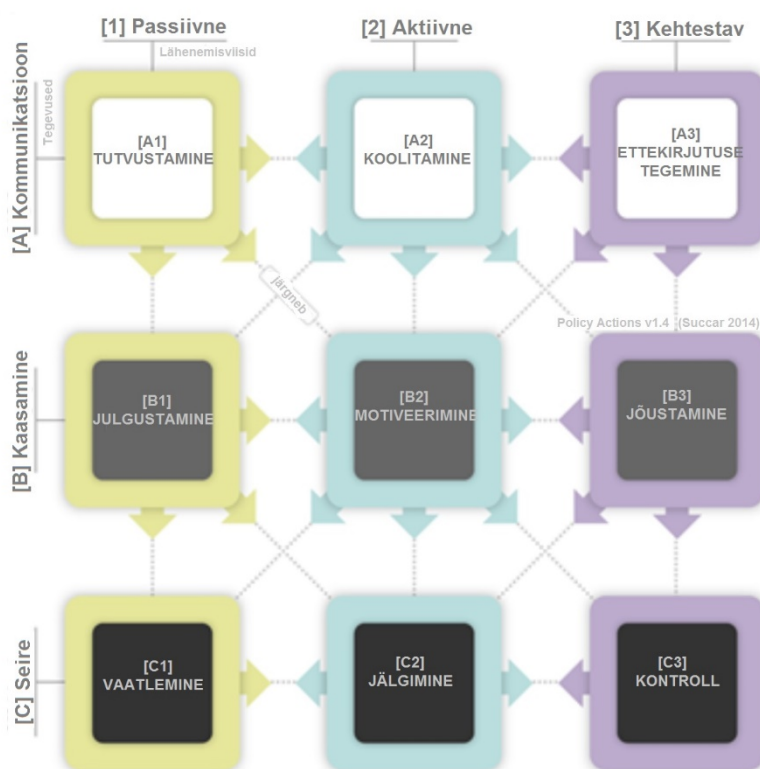 [1] Passiivne
[2] Aktiivne
[3] Kehtestav
Lähenemisviisid
Tegevused
[A] Kommunikatsioon
[A1]
TUTVUSTAMINE
[A2]
KOOLITAMINE
[A3]
ETTEKIRJUTUSE
TEGEMINE
järgneb
Policy Actions v1.4 (Succar 2014)
[B] Kaasamine
[B1]
JULGUSTAMINE
[B2]
MOTIVEERIMINE
[B3]
JÕUSTAMINE
[C] Seire
[C1]
VAATLEMINE
[C2]
JÄLGIMINE
[C3]
KONTROLL